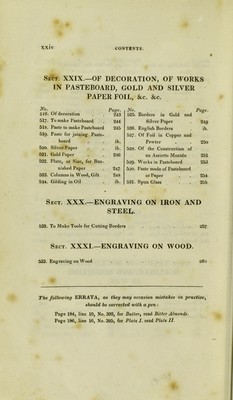 xxiv CONTENTS.
Sect. XXIX.—OF DECORATION, OF WORKS
IN PASTEBOARD, GOLD AND SILVER
PAPER FOIL, &c. &c.
No. Page.
516. Of decoration 243
517. To make Pasteboard 244
518. Paste to make Pasteboard 245
519. Paste for joining Pasteboard ib.
520. Silver Paper ib.
521. Gold Paper 246
522. Flats, or Size, for Burnished Paper 247
523. Columns in Wood, Gilt 248
524. Gilding in Oil ib.
No. Page.
525. Borders in Gold and
Silver Paper 249
526. English Borders ib.
527. Of Foil in Copper and
Pewter 250
528. Of the Construction of
an Assiette Montée 251
529. Works in Pasteboard 252
530. Paste made of Pasteboard
or Paper 254
531. Spun Glass 255
Sect. XXX.—ENGRAVING ON IRON AND
STEEL.
532. To Make Tools for Cutting Borders 257
Sect. XXXI.—ENGRAVING ON WOOD.
533. Engraving on Wood
The following ERRATA, as they may occasion mistakes in practice,
should be corrected with a pen:
Page 184, line 10, No. 399, for Butter, read Bitter Almonds.
Page 186, line 16, No. 395, for Plate I. read Plate II.